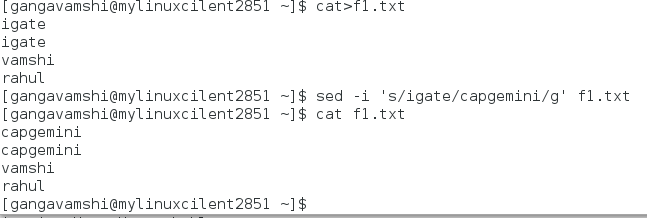 [gangavamshi@mylinuxcilent2851 ~]$ cat>f1.txt
igate
igate
vamshi
rahul
[gangavamshi@mylinuxcilent2851 ~]$ sed -i 's/igate/capgemini/g' f1.txt
[gangavamshi@mylinuxcilent2851 ~]$ cat f1.txt
capgemini
capgemini
vamshi
rahul
[gangavamshi@mylinuxcilent2851 ~]$